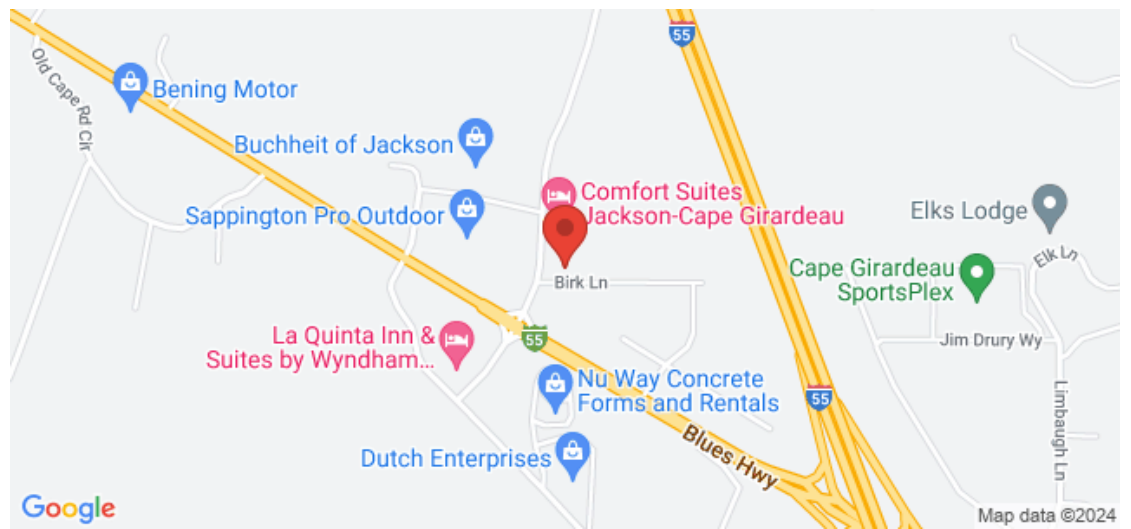 55
Old Cape Rd Cir
Bening Motor
Buchheit of Jackson
Comfort Suites
Jackson-Cape Girardeau
Sappington Pro Outdoor
Elks Lodge
Elk Ln
Cape Girardeau
SportsPlex
Birk Ln
La Quinta Inn &
Suites by Wyndham...
55
Jim Drury Wy
Nu Way Concrete
Forms and Rentals
55
Limbaugh Ln
Blues Hwy
Dutch Enterprises
Google
Map data ©2024